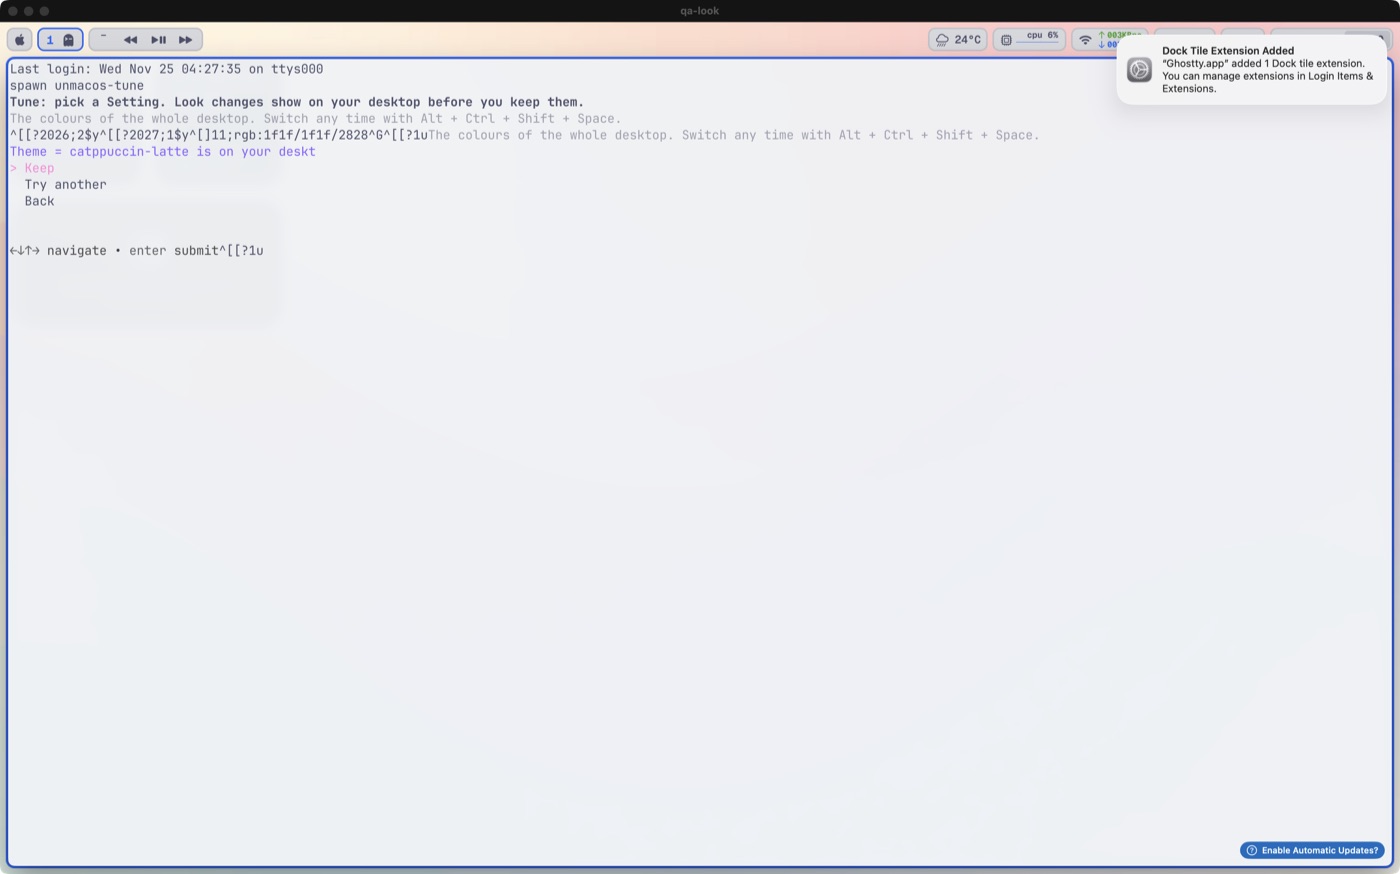 qa-look
1
24°C
cpu 6%
Dock Tile Extension Added
“Ghostty.app” added 1 Dock tile extension.
You can manage extensions in Login Items &
Extensions.
Last login: Wed Nov 25 04:27:35 on ttys000
spawn unmacos-tune
Tune: pick a Setting. Look changes show on your desktop before you keep them.
The colours of the whole desktop. Switch any time with Alt + Ctrl + Shift + Space.
^[[?2026;2$y^[[?2027;1$y^[]11;rgb:1f1f/1f1f/2828^G^[[?1uThe colours of the whole desktop. Switch any time with Alt + Ctrl + Shift + Space.
Theme = catppuccin-latte is on your deskt
> Keep
Try another
Back
←↓↑→ navigate • enter submit^[[?1u
Enable Automatic Updates?